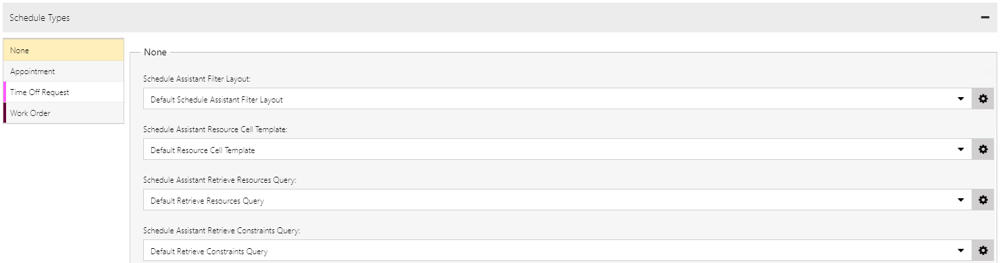 Schedule Types
None
Appointment
Time Off Request
Work Order
None
Schedule Assistant Filter Layout:
Default Schedule Assistant Filter Layout
Schedule Assistant Resource Cell Template:
Default Resource Cell Template
Schedule Assistant Retrieve Resources Query:
Default Retrieve Resources Query
Schedule Assistant Retrieve Constraints Query:
Default Retrieve Constraints Query